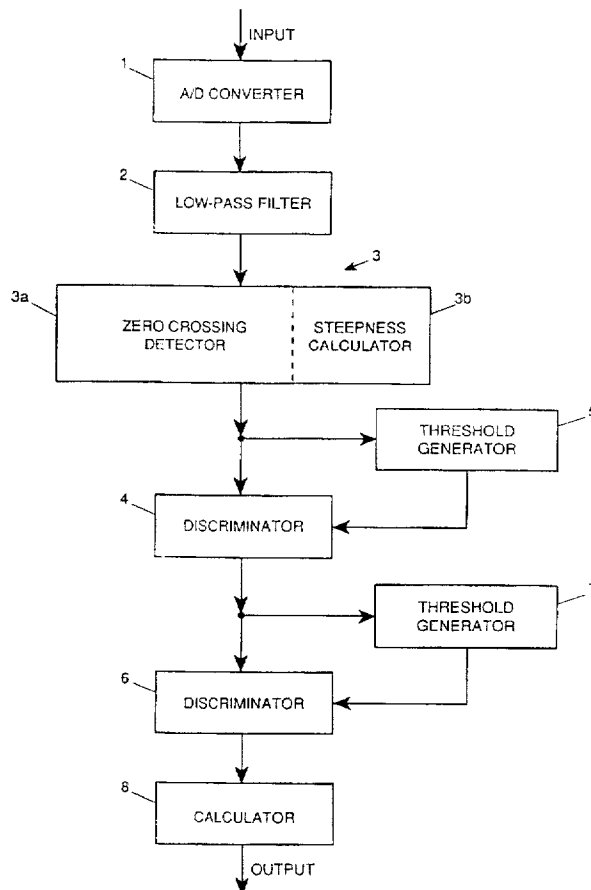 INPUT
1
A/D CONVERTER
2
LOW-PASS FILTER
3
3a
3b
ZERO CROSSING
DETECTOR
STEEPNESS
CALCULATOR
THRESHOLD
GENERATOR
4
DISCRIMINATOR
THRESHOLD
GENERATOR
6
DISCRIMINATOR
8
CALCULATOR
OUTPUT